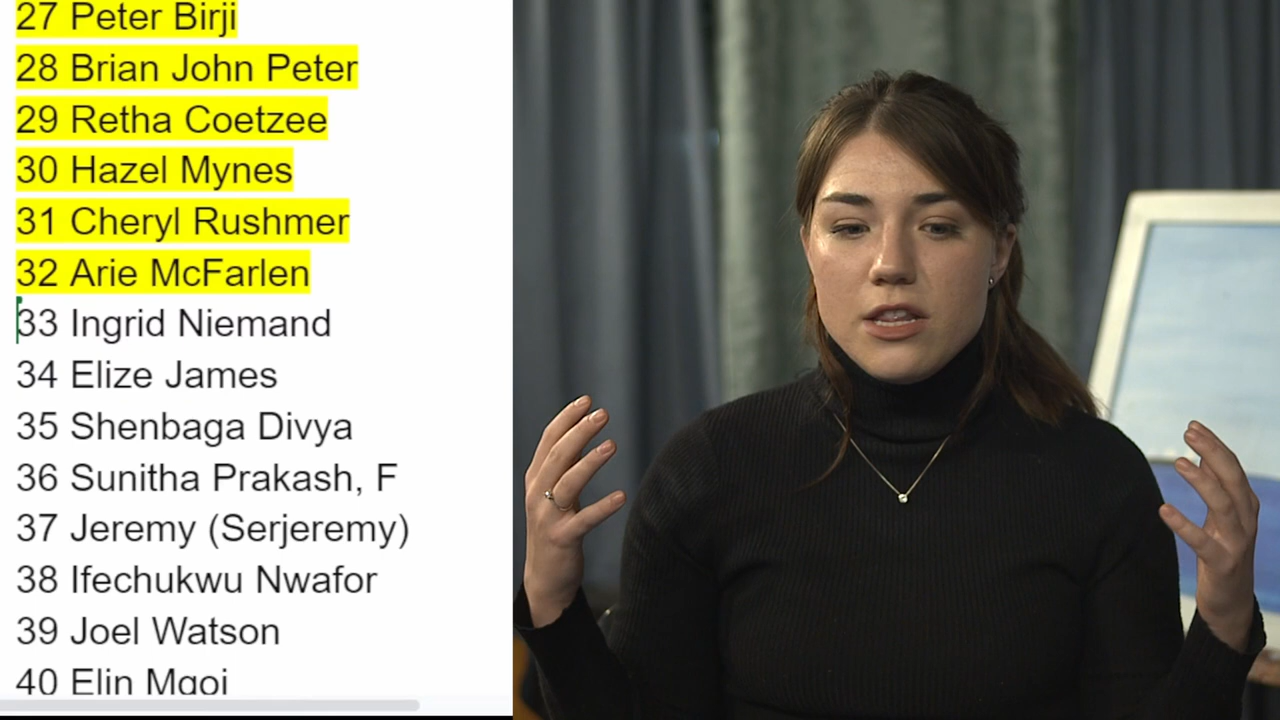 27 Peter Birji
28 Brian John Peter
29 Retha Coetzee
30 Hazel Mynes
31 Cheryl Rushmer
32 Arie McFarlen
33 Ingrid Niemand
34 Elize James
35 Shenbaga Divya
36 Sunitha Prakash, F
37 Jeremy (Serjeremy)
38 Ifechukwu Nwafor
39 Joel Watson
40 Elin Mgoi